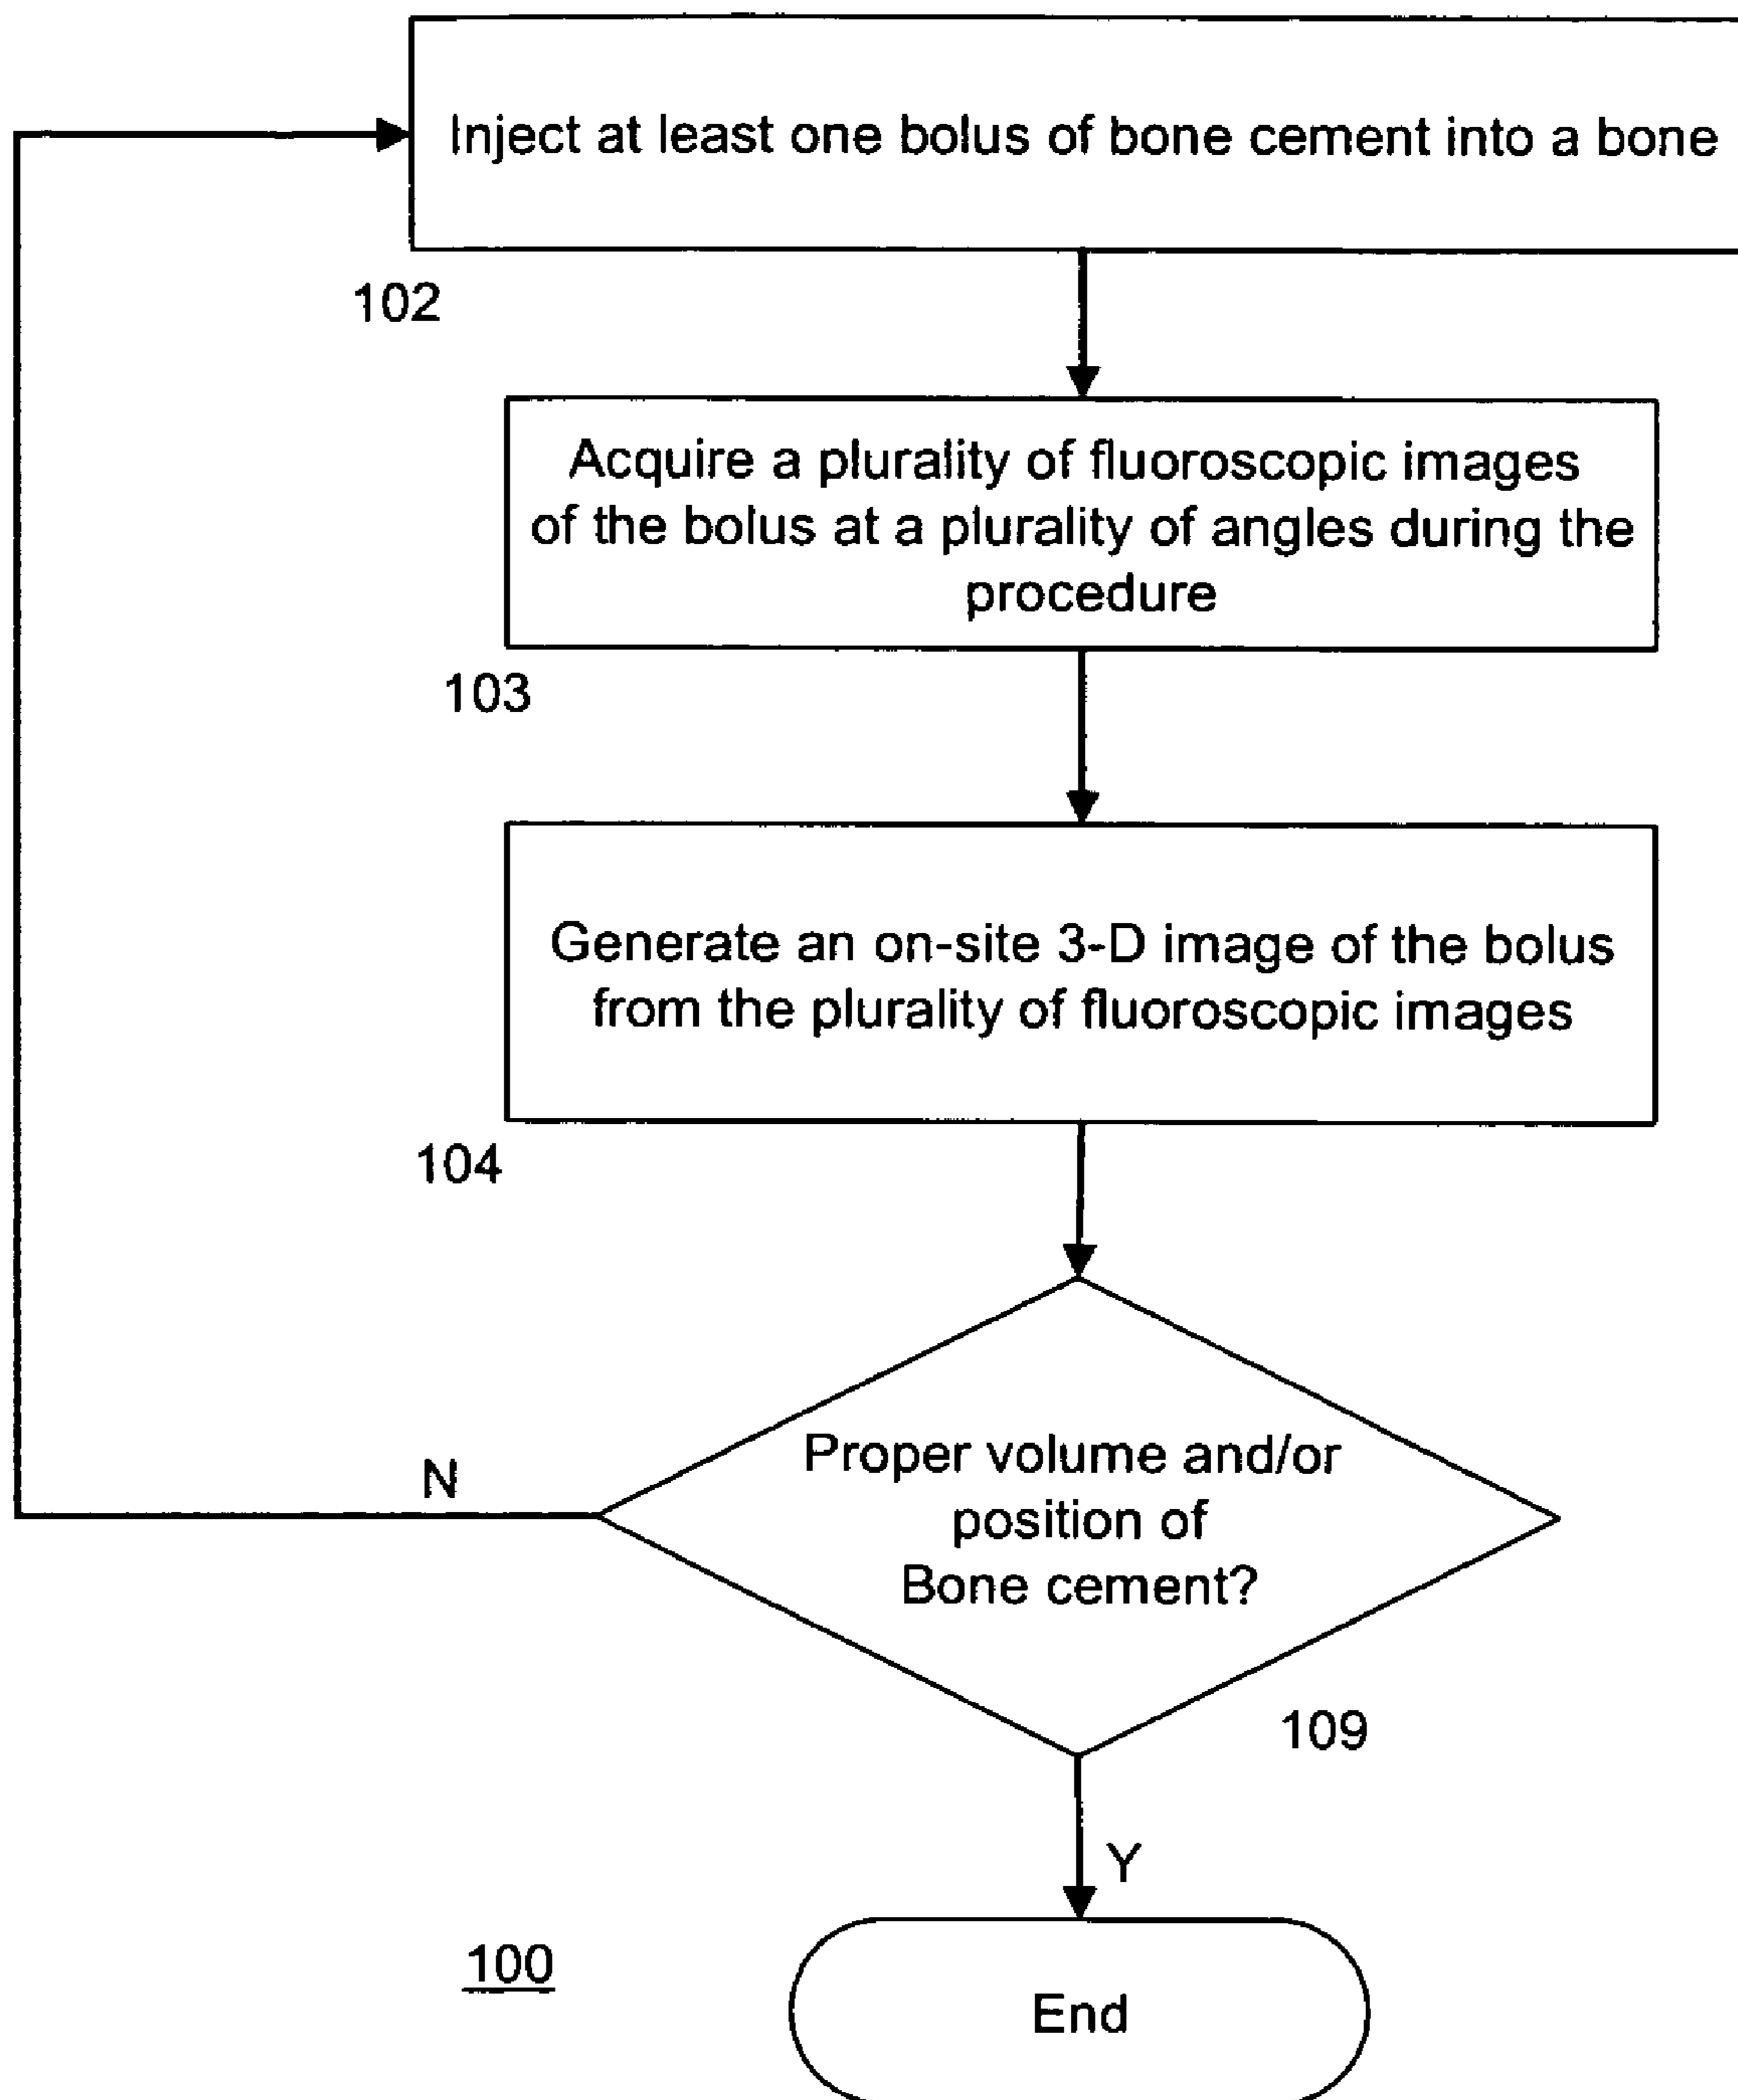 Inject at least one bolus of bone cement into a bone
102
Acquire a plurality of fluoroscopic images
of the bolus at a plurality of angles during the
procedure
103
Generate an on-site 3-D image of the bolus
from the plurality of fluoroscopic images
104
Proper volume and/or
position of
Bone cement?
N
109
Y
100
End